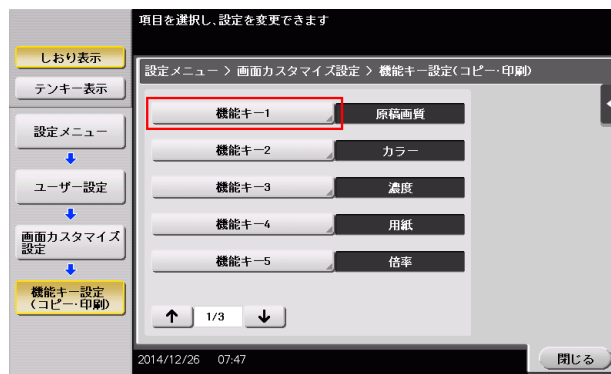 項目を選択し、設定を変更できます
しおり表示
テンキー表示
設定メニュー
ユーザー設定
画面カスタマイズ
設定
機能キー設定
(コピー・印刷)
設定メニュー > 画面カスタマイズ設定 > 機能キー設定(コピー・印刷)
機能キー1 原稿画質
機能キー2 カラー
機能キー3 濃度
機能キー4 用紙
機能キー5 倍率
↑ 1/3 ↓
2014/12/26 07:47
閉じる